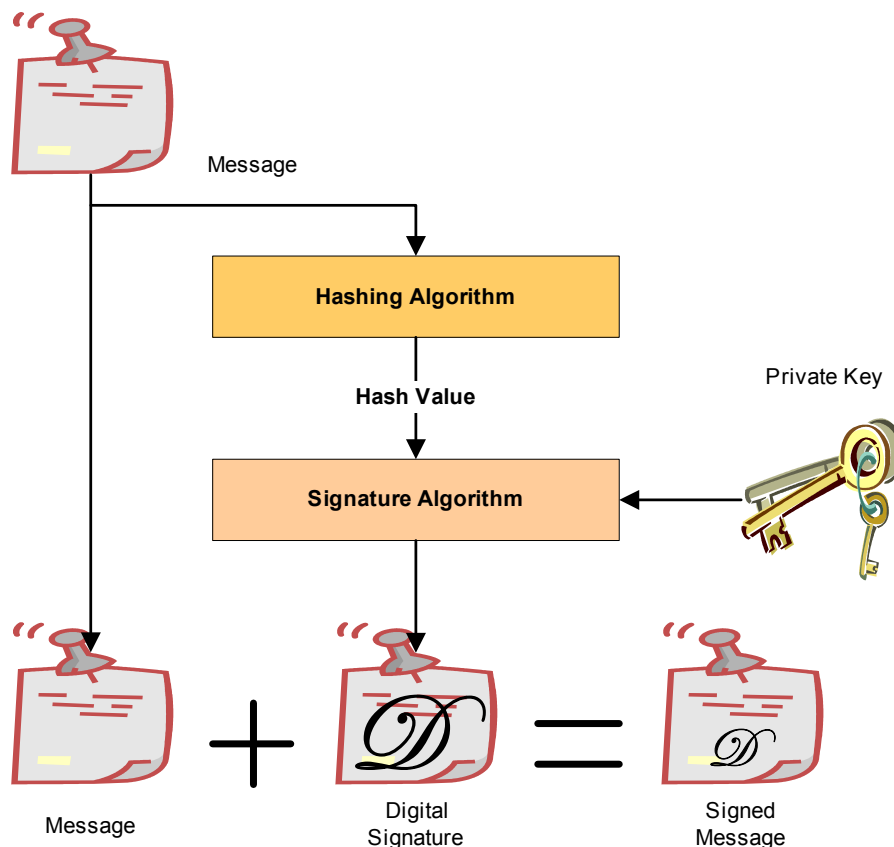 Message
Hashing Algorithm
Hash Value
Private Key
Signature Algorithm
D
D
Message
Digital
Signature
Signed
Message